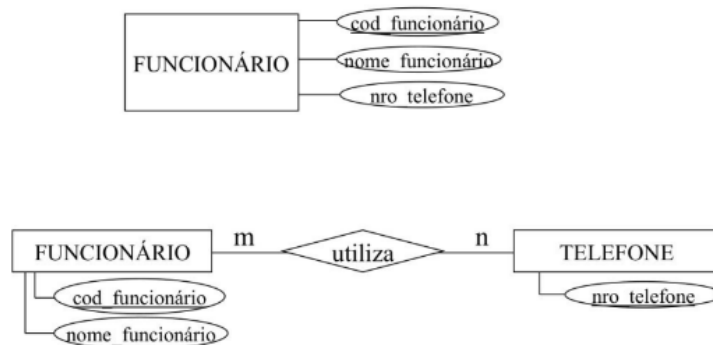 cod_funcionário
FUNCIONÁRIO
nome_funcionário
nro_telefone
FUNCIONÁRIO
m
utiliza
n
TELEFONE
cod_funcionário
nro_telefone
nome_funcionário